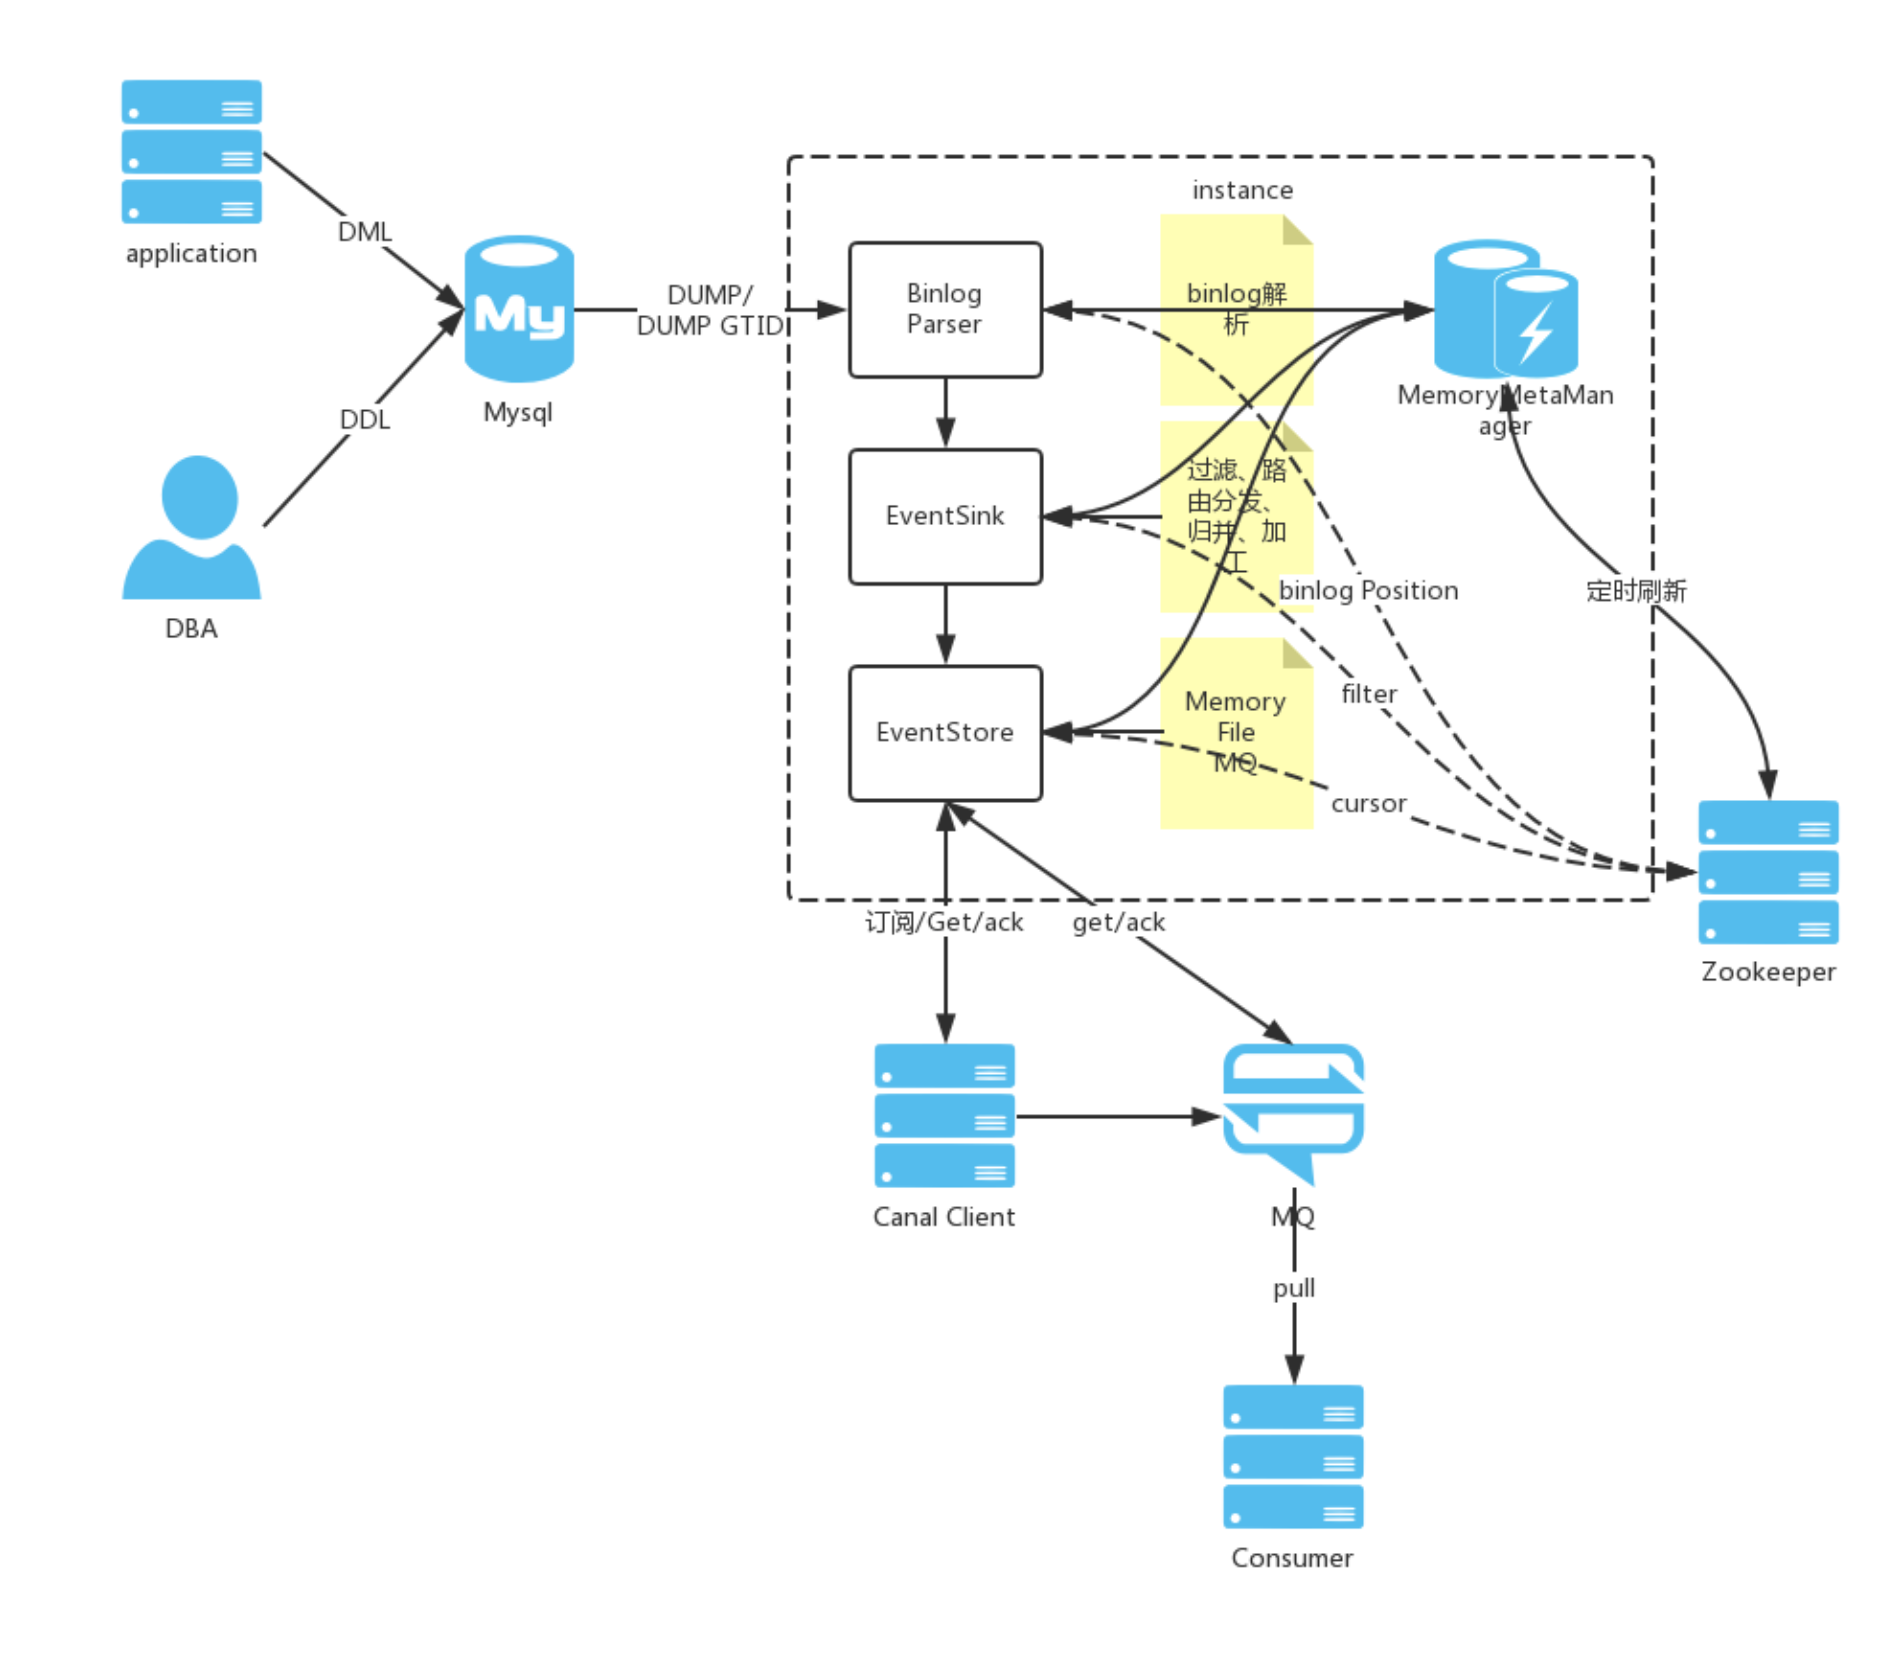 instance
application
DML
My
Mysql
DDL
DBA
DUMP/
DUMP GTID
Binlog
Parser
binlog解
析
MemoryMetaMan
ager
EventSink
过滤、路
由分发、
归并、加
工
binlog Position
定时刷新
filter
EventStore
Memory
File
MQ
cursor
Zookeeper
订阅/Get/ack
get/ack
Canal Client
MQ
pull
Consumer